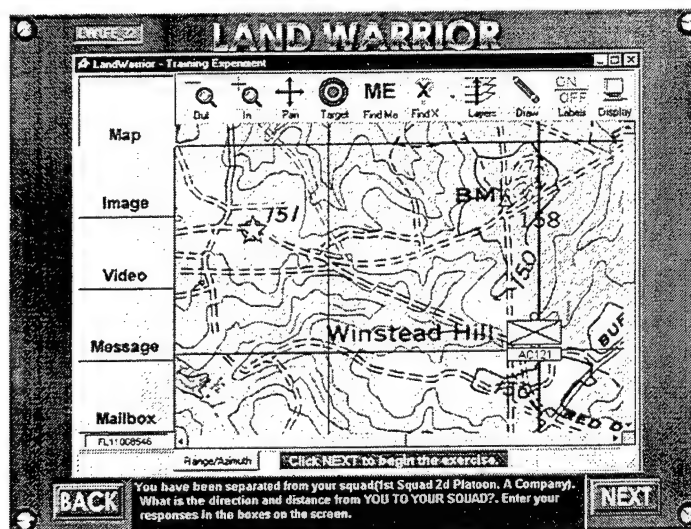 LAND WARRIOR
LandWarrior - Training Experiment
Map
Image
Video
Message
Mailbox
Out
In
Pan
Target
ME
Find Me
X
Find X
Layers
Draw
ON
OFF
Labels
Display
751
BM
158
150
Winstead Hill
AC121
BUF
RED
Range/Azimuth
Click NEXT to begin the exercise.
BACK
You have been separated from your squad(1st Squad 2d Platoon. A Company).
What is the direction and distance from YOU TO YOUR SQUAD?. Enter your
responses in the boxes on the screen.
NEXT